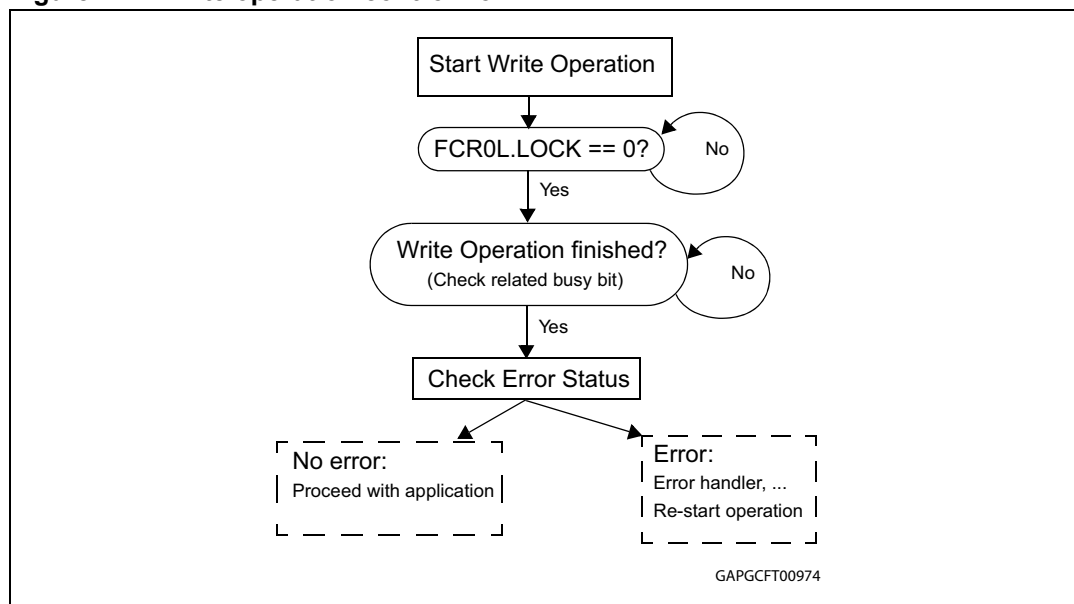 Start Write Operation
FCR0L.LOCK == 0?
No
Yes
Write Operation finished?
(Check related busy bit)
No
Yes
Check Error Status
No error:
Proceed with application
Error:
Error handler, ...
Re-start operation
GAPGCFT00974